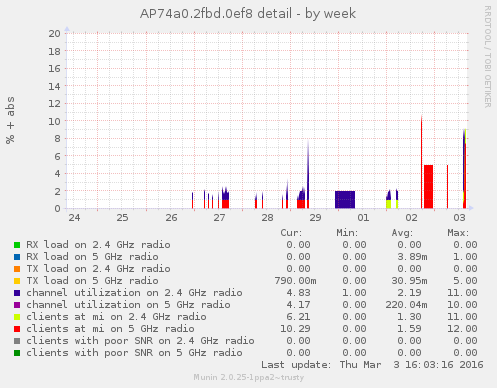 AP74a0.2fbd.0ef8 detail - by week
RRDTOOL / TOBI OETIKER
% + abs
20
18
16
14
12
10
8
6
4
2
0
24 25 26 27 28 29 01 02 03
Cur: Min: Avg: Max:
RX load on 2.4 GHz radio 0.00 0.00 0.00 0.00
RX load on 5 GHz radio 0.00 0.00 3.89m 1.00
TX load on 2.4 GHz radio 0.00 0.00 0.00 0.00
TX load on 5 GHz radio 790.00m 0.00 30.95m 5.00
channel utilization on 2.4 GHz radio 4.83 1.00 2.19 11.00
channel utilization on 5 GHz radio 4.17 0.00 220.04m 10.00
clients at mi on 2.4 GHz radio 6.21 0.00 1.30 11.00
clients at mi on 5 GHz radio 10.29 0.00 1.59 12.00
clients with poor SNR on 2.4 GHz radio 0.00 0.00 0.00 0.00
clients with poor SNR on 5 GHz radio 0.00 0.00 0.00 0.00
Last update: Thu Mar 3 16:03:16 2016
Munin 2.0.25-1ppa2~trusty